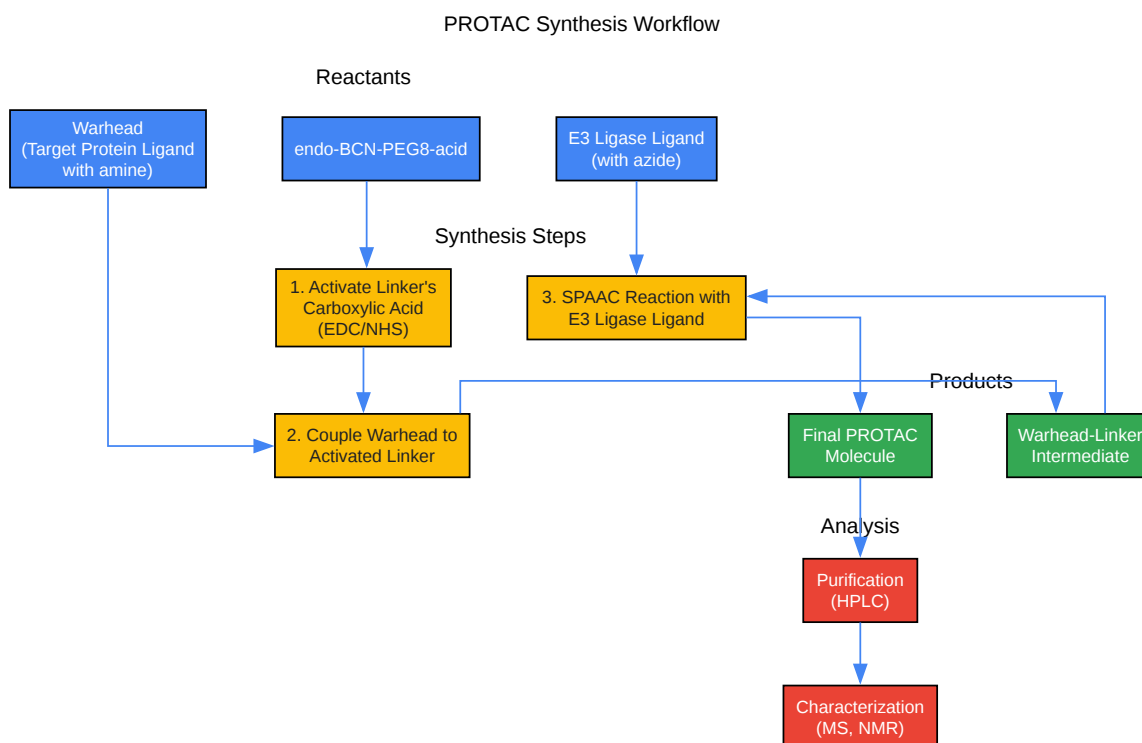 PROTAC Synthesis Workflow
Reactants
Warhead
(Target Protein Ligand
with amine)
endo-BCN-PEG8-acid
E3 Ligase Ligand
(with azide)
Synthesis Steps
1. Activate Linker's
Carboxylic Acid
(EDC/NHS)
3. SPAAC Reaction with
E3 Ligase Ligand
Products
2. Couple Warhead to
Activated Linker
Final PROTAC
Molecule
Warhead-Linker
Intermediate
Analysis
Purification
(HPLC)
Characterization
(MS, NMR)